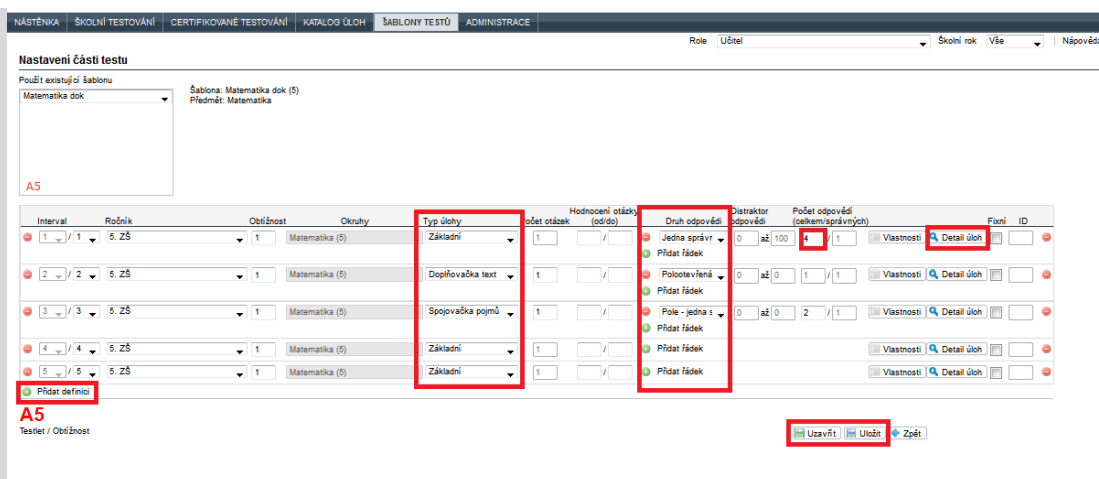 NÁSTĚNKA ŠKOLNÍ TESTOVÁNÍ CERTIFIKOVANÉ TESTOVÁNÍ KATALOG ÚLOH ŠABLONY TESTŮ ADMINISTRACE
Role Učitel Školní rok Vše Nápověda
Nastavení části testu
Použít existující šablonu
Matematika dok
Šablona: Matematika dok (5)
Předmět: Matematika
A5
Hodnocení otázky Distraktor Počet odpovědí
Interval Ročník Obtížnost Okruhy Typ úlohy Počet otázek (od/do) Druh odpovědi odpovědi (celkem/správných) Fixní ID
1 / 1 5. ZŠ 1 Matematika (5) Základní 1 / Jedna správr 0 až 100 4 / 1 Vlastnosti Detail úloh
Přidat řádek
2 / 2 5. ZŠ 1 Matematika (5) Doplňovačka text 1 / Polootevřená 0 až 0 1 / 1 Vlastnosti Detail úloh
Přidat řádek
3 / 3 5. ZŠ 1 Matematika (5) Spojovačka pojmů 1 / Pole - jedna s 0 až 0 2 / 1 Vlastnosti Detail úloh
Přidat řádek
4 / 4 5. ZŠ 1 Matematika (5) Základní 1 / Přidat řádek Vlastnosti Detail úloh
5 / 5 5. ZŠ 1 Matematika (5) Základní 1 / Přidat řádek Vlastnosti Detail úloh
Přidat definici
A5
Testlet / Obtížnost
Uzavřít Uložit Zpět